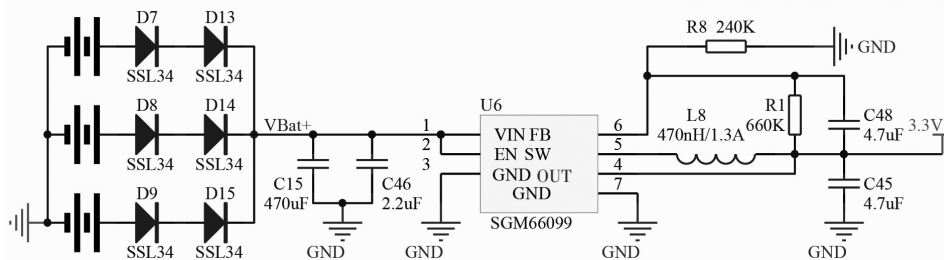 D7
D13
SSL34
SSL34
D8
D14
SSL34
SSL34
D9
D15
SSL34
SSL34
VBat+
C15
470uF
C46
2.2uF
GND
1
2
3
GND
U6
VIN FB
EN SW
GND OUT
GND
SGM66099
6
5
4
7
GND
R8 240K
GND
L8
470nH/1.3A
R1
660K
C48
4.7uF
3.3V
C45
4.7uF
GND